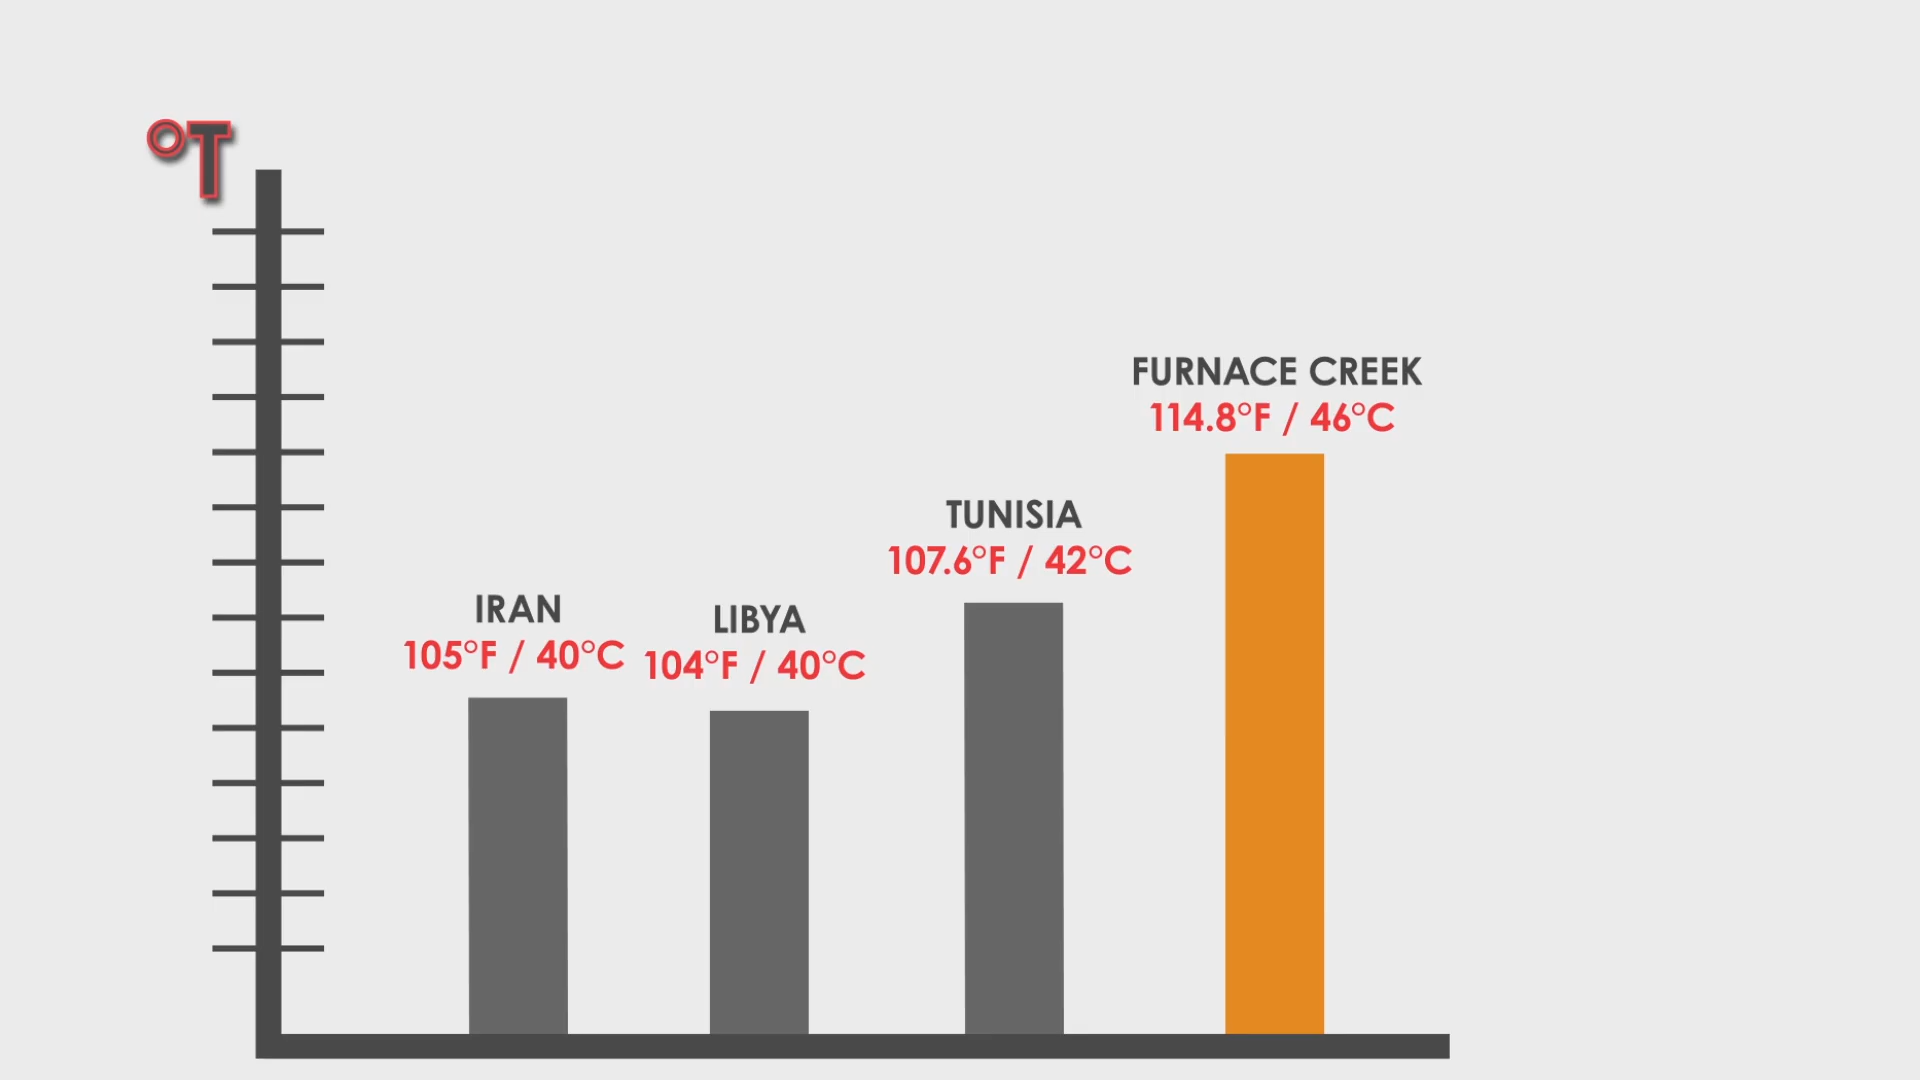 °T
FURNACE CREEK
114.8°F / 46°C
TUNISIA
107.6°F / 42°C
IRAN
105°F / 40°C
LIBYA
104°F / 40°C